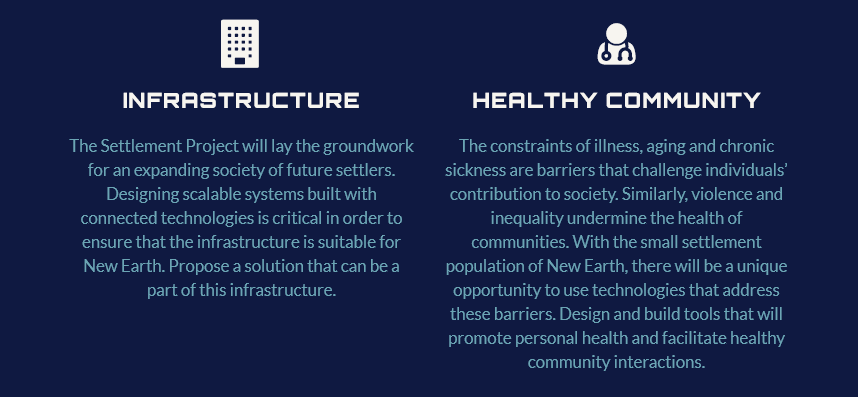 INFRASTRUCTURE
The Settlement Project will lay the groundwork
for an expanding society of future settlers.
Designing scalable systems built with
connected technologies is critical in order to
ensure that the infrastructure is suitable for
New Earth. Propose a solution that can be a
part of this infrastructure.
HEALTHY COMMUNITY
The constraints of illness, aging and chronic
sickness are barriers that challenge individuals’
contribution to society. Similarly, violence and
inequality undermine the health of
communities. With the small settlement
population of New Earth, there will be a unique
opportunity to use technologies that address
these barriers. Design and build tools that will
promote personal health and facilitate healthy
community interactions.